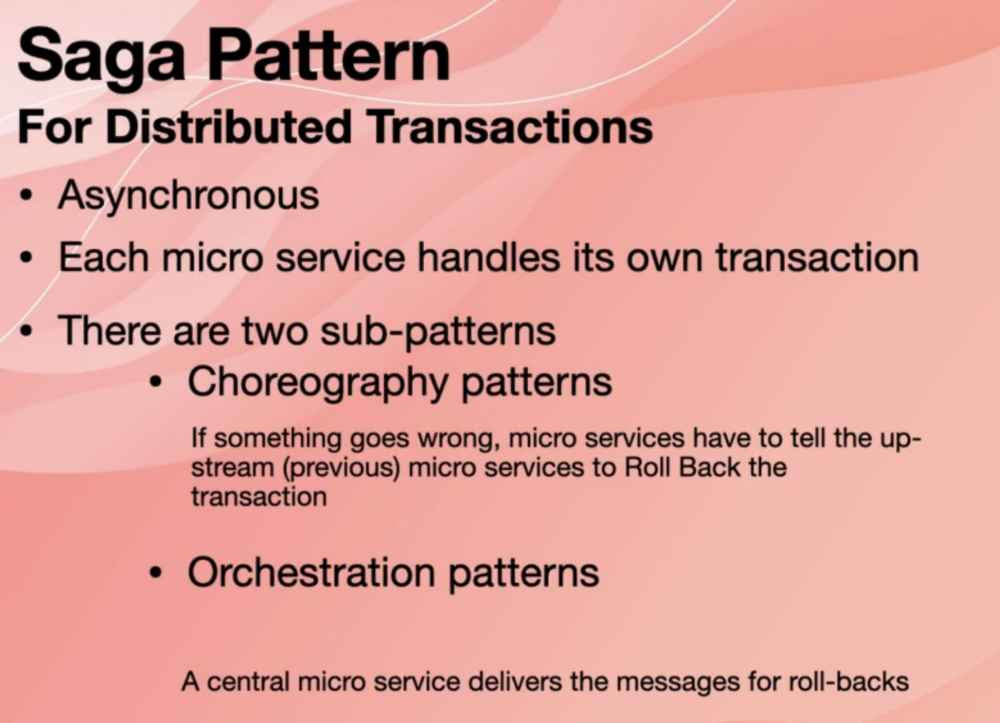 Saga Pattern
For Distributed Transactions
• Asynchronous
• Each micro service handles its own transaction
• There are two sub-patterns
• Choreography patterns
If something goes wrong, micro services have to tell the up-
stream (previous) micro services to Roll Back the
transaction
• Orchestration patterns
A central micro service delivers the messages for roll-backs